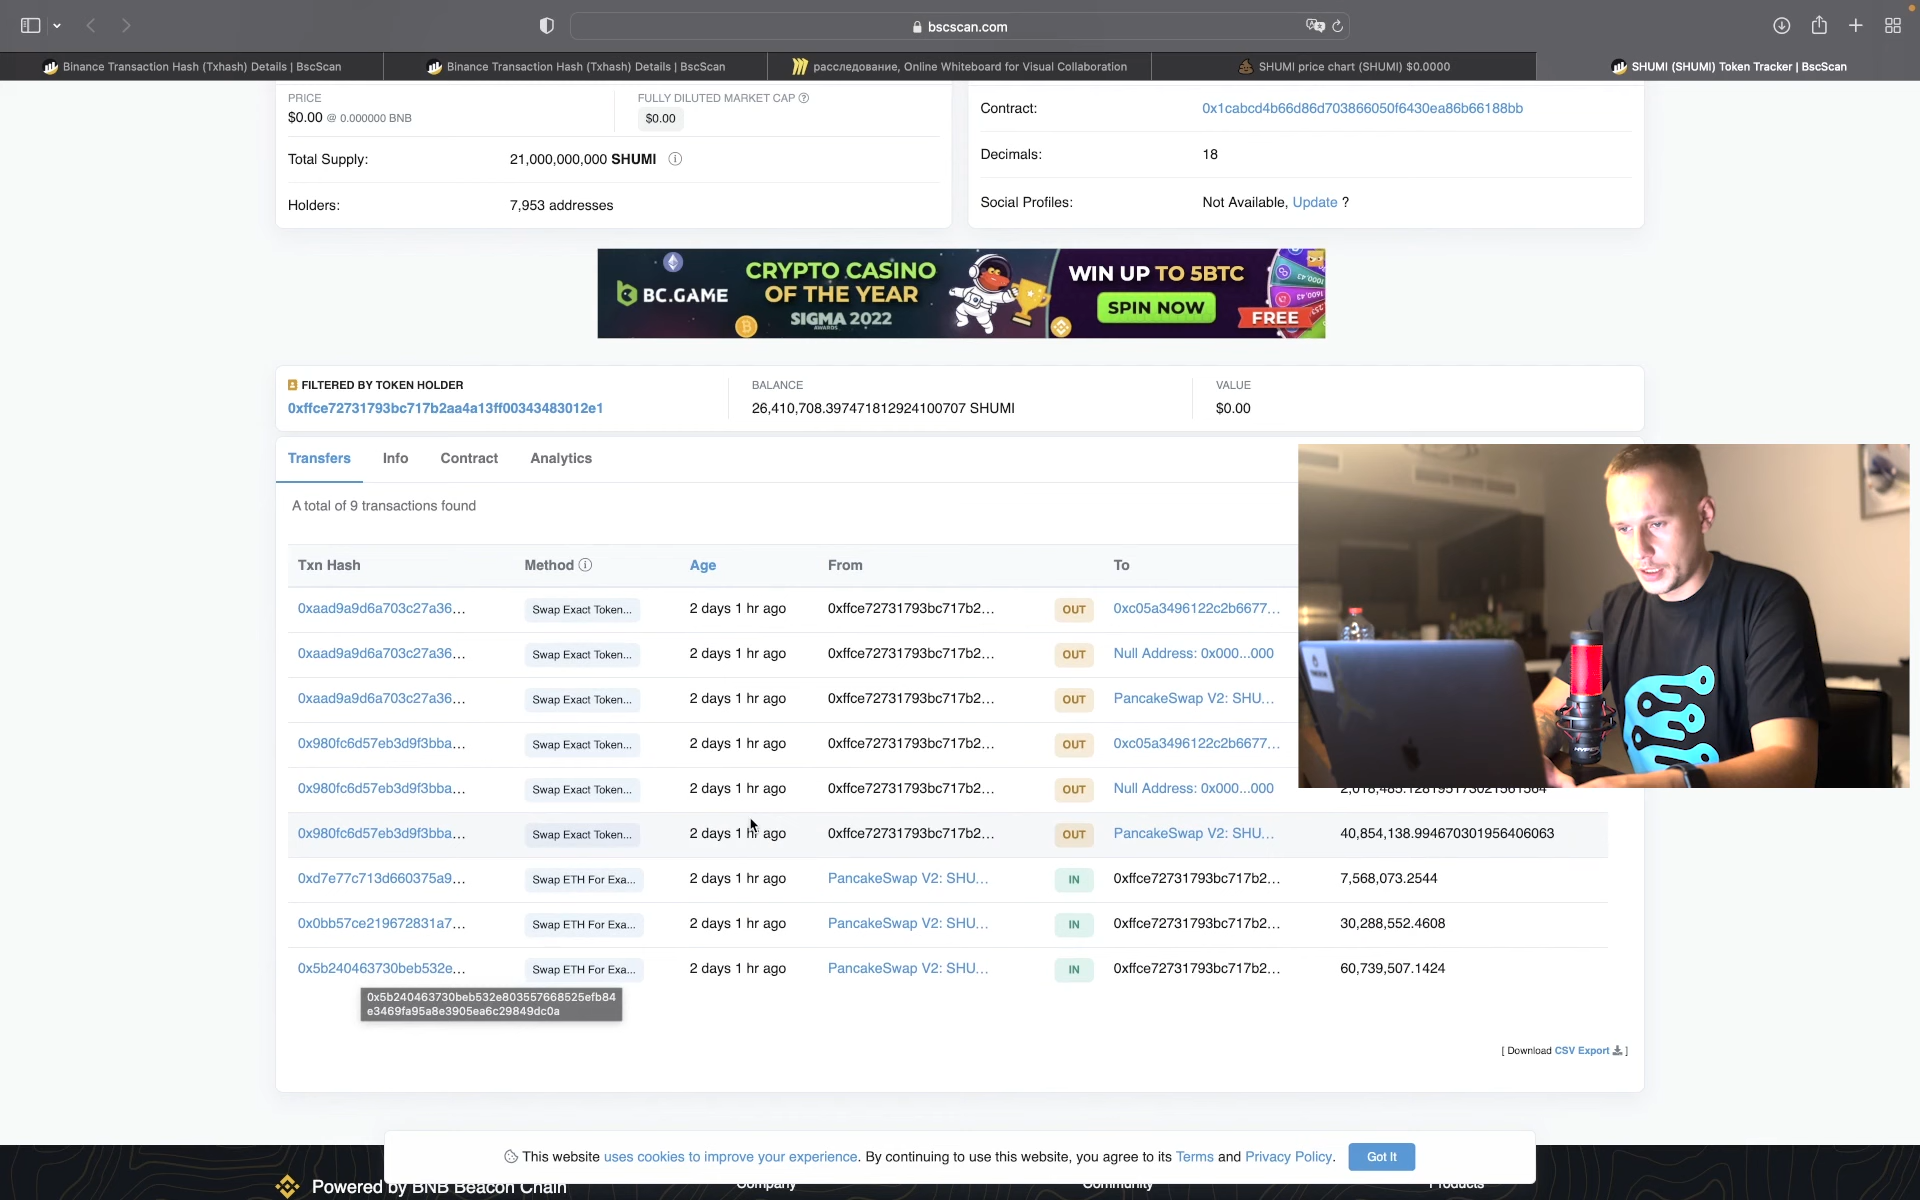 bscscan.com
Binance Transaction Hash (Txhash) Details | BscScan
Binance Transaction Hash (Txhash) Details | BscScan
расследование, Online Whiteboard for Visual Collaboration
SHUMI price chart (SHUMI) $0.0000
SHUMI (SHUMI) Token Tracker | BscScan
PRICE
$0.00 @ 0.000000 BNB
FULLY DILUTED MARKET CAP
$0.00
Total Supply: 21,000,000,000 SHUMI
Holders: 7,953 addresses
Contract: 0x1cabcd4b66d86d703866050f6430ea86b66188bb
Decimals: 18
Social Profiles: Not Available, Update ?
BC.GAME
CRYPTO CASINO
OF THE YEAR
SIGMA 2022
AWARDS
WIN UP TO 5BTC
SPIN NOW
FREE
FILTERED BY TOKEN HOLDER
0xffce72731793bc717b2aa4a13ff00343483012e1
BALANCE
26,410,708.397471812924100707 SHUMI
VALUE
$0.00
Transfers Info Contract Analytics
A total of 9 transactions found
Txn Hash Method Age From To
0xaad9a9d6a703c27a36... Swap Exact Token... 2 days 1 hr ago 0xffce72731793bc717b2... OUT 0xc05a3496122c2b6677...
0xaad9a9d6a703c27a36... Swap Exact Token... 2 days 1 hr ago 0xffce72731793bc717b2... OUT Null Address: 0x000...000
0xaad9a9d6a703c27a36... Swap Exact Token... 2 days 1 hr ago 0xffce72731793bc717b2... OUT PancakeSwap V2: SHU...
0x980fc6d57eb3d9f3bba... Swap Exact Token... 2 days 1 hr ago 0xffce72731793bc717b2... OUT 0xc05a3496122c2b6677...
0x980fc6d57eb3d9f3bba... Swap Exact Token... 2 days 1 hr ago 0xffce72731793bc717b2... OUT Null Address: 0x000...000
0x980fc6d57eb3d9f3bba... Swap Exact Token... 2 days 1 hr ago 0xffce72731793bc717b2... OUT PancakeSwap V2: SHU... 40,854,138.994670301956406063
0xd7e77c713d660375a9... Swap ETH For Exa... 2 days 1 hr ago PancakeSwap V2: SHU... IN 0xffce72731793bc717b2... 7,568,073.2544
0x0bb57ce219672831a7... Swap ETH For Exa... 2 days 1 hr ago PancakeSwap V2: SHU... IN 0xffce72731793bc717b2... 30,288,552.4608
0x5b240463730beb532e... Swap ETH For Exa... 2 days 1 hr ago PancakeSwap V2: SHU... IN 0xffce72731793bc717b2... 60,739,507.1424
0x5b240463730beb532e803557668525efb84
e3469fa95a8e3905ea6c29849dc0a
[ Download CSV Export ]
This website uses cookies to improve your experience. By continuing to use this website, you agree to its Terms and Privacy Policy. Got It
Powered by BNB Beacon Chain
Company
Community
Products